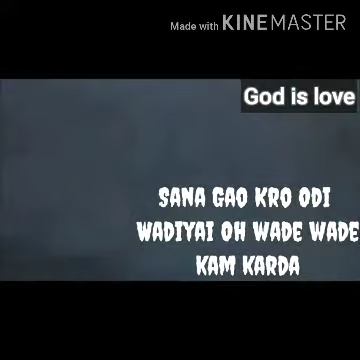 Made with KINEMASTER
God is love
SANA GAO KRO ODI
WADIYAI OH WADE WADE
KAM KARDA